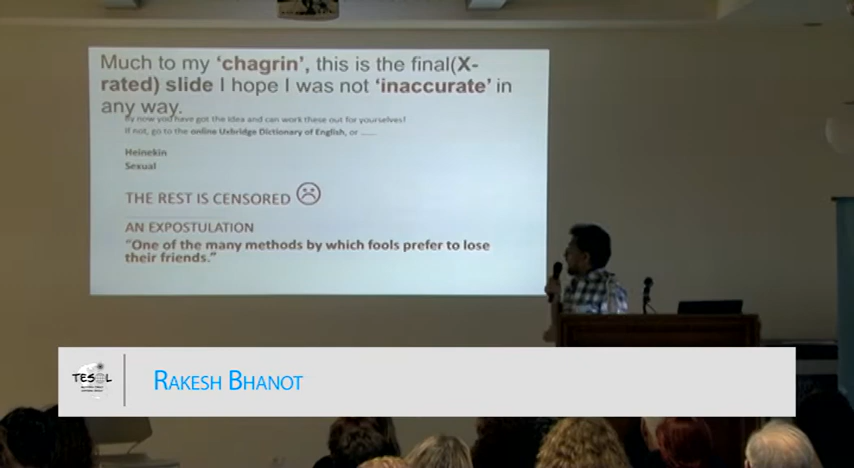 Much to my ‘chagrin’, this is the final(X-
rated) slide I hope I was not ‘inaccurate’ in
any way.
By now you have got the idea and can work these out for yourselves!
If not, go to the online Uxbridge Dictionary of English, or ......
Heinekin
Sexual
THE REST IS CENSORED
AN EXPOSTULATION
“One of the many methods by which fools prefer to lose
their friends.”
TESOL
RAKESH BHANOT